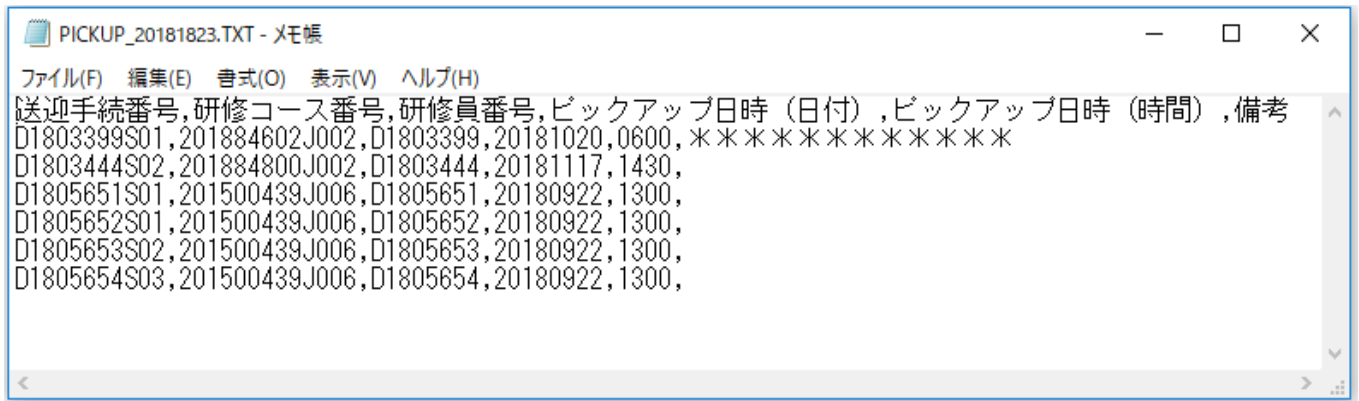 PICKUP_20181823.TXT - メモ帳
ファイル(F) 編集(E) 書式(O) 表示(V) ヘルプ(H)
送迎手続番号,研修コース番号,研修員番号,ピックアップ日時（日付）,ピックアップ日時（時間）,備考
D1803399S01,201884602J002,D1803399,20181020,0600,＊＊＊＊＊＊＊＊＊＊＊＊
D1803444S02,201884800J002,D1803444,20181117,1430,
D1805651S01,201500439J006,D1805651,20180922,1300,
D1805652S01,201500439J006,D1805652,20180922,1300,
D1805653S02,201500439J006,D1805653,20180922,1300,
D1805654S03,201500439J006,D1805654,20180922,1300,